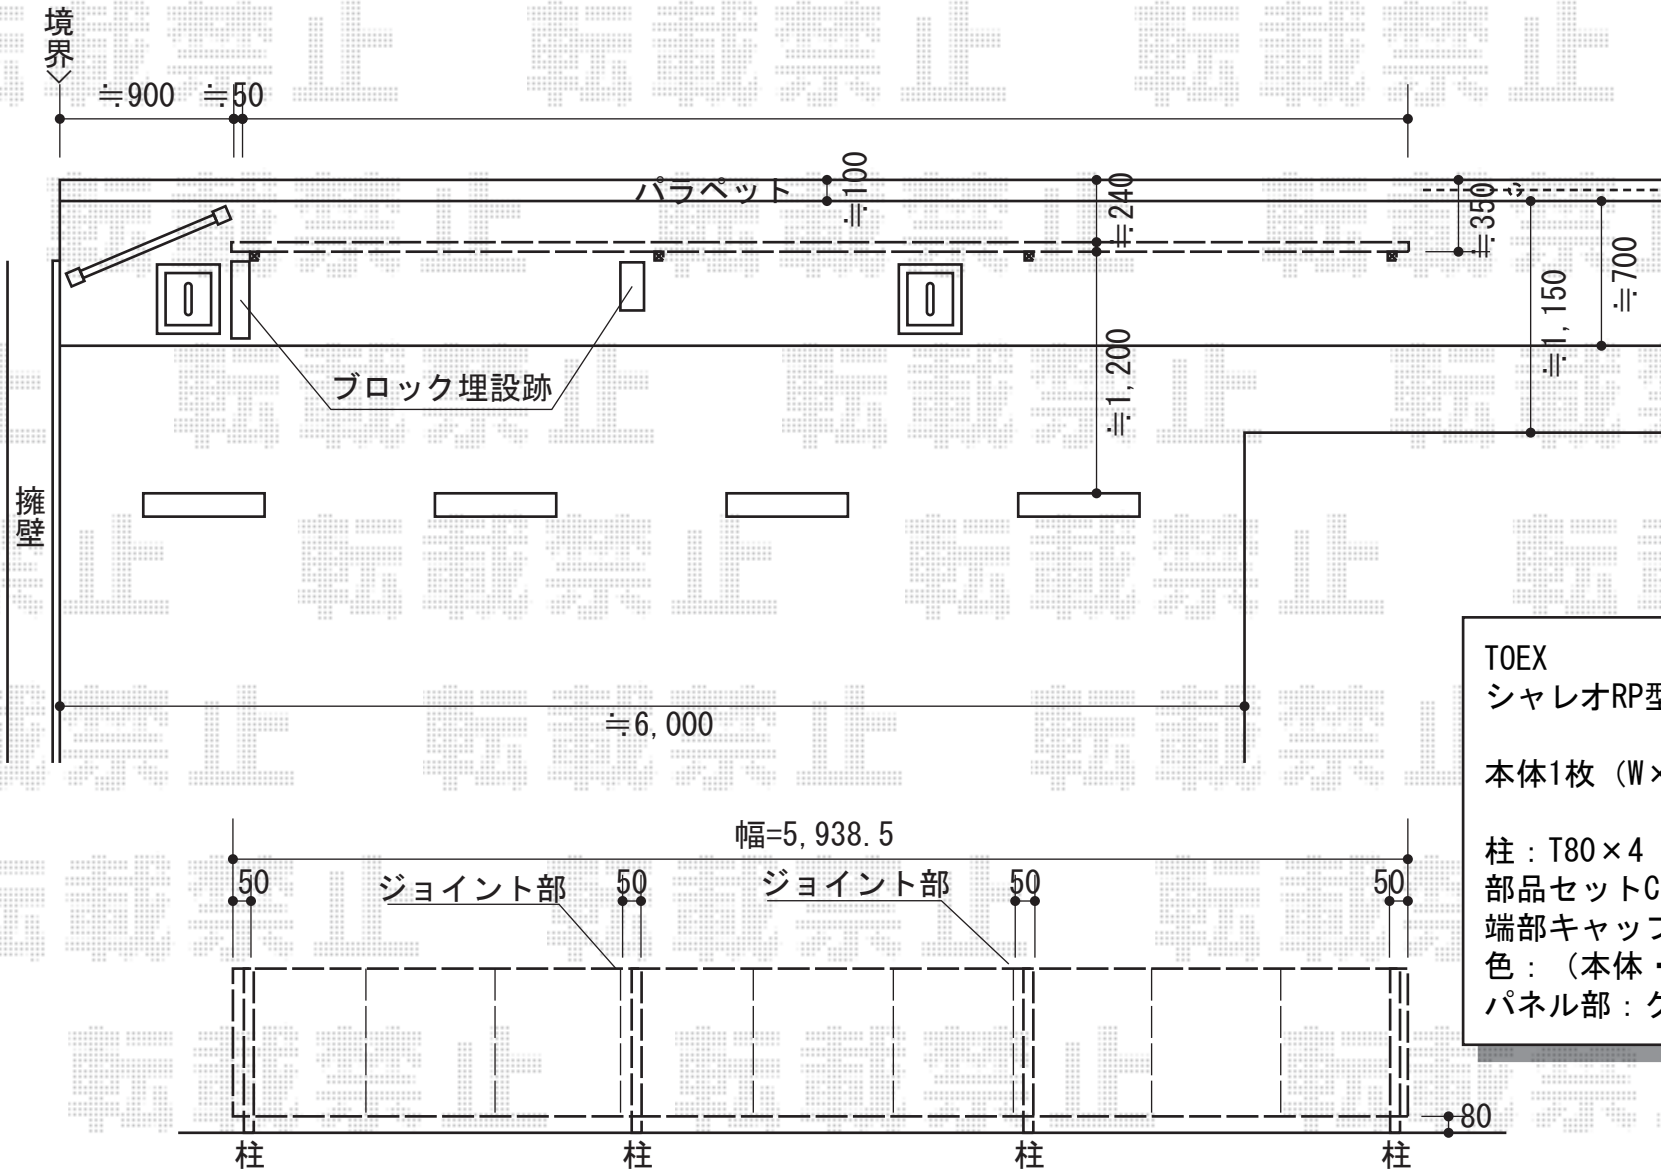 境界
≒900
≒50
パラペット
≒100
≒240
≒350
≒1,150
≒700
≒1,200
ブロック埋設跡
擁壁
≒6,000
TOEX
シャレオRP型
本体1枚（W×
柱：T80×4
部品セットC
端部キャップ
色：（本体・
パネル部：ク
幅=5,938.5
50
ジョイント部
50
ジョイント部
50
50
80
柱
柱
柱
柱
転載禁止